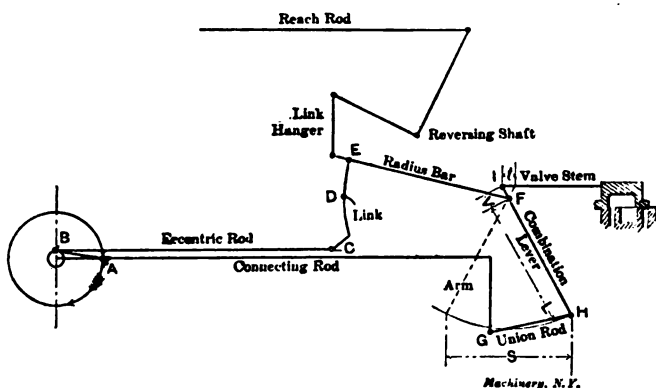 Reach Rod
Link
Hanger
Reversing Shaft
E
Radius Bar
Valve Stem
D
Link
F
Combination
Lever
B
Eccentric Rod
C
A
Connecting Rod
Arm
L
H
G
Union Rod
S
Machinery, N.Y.